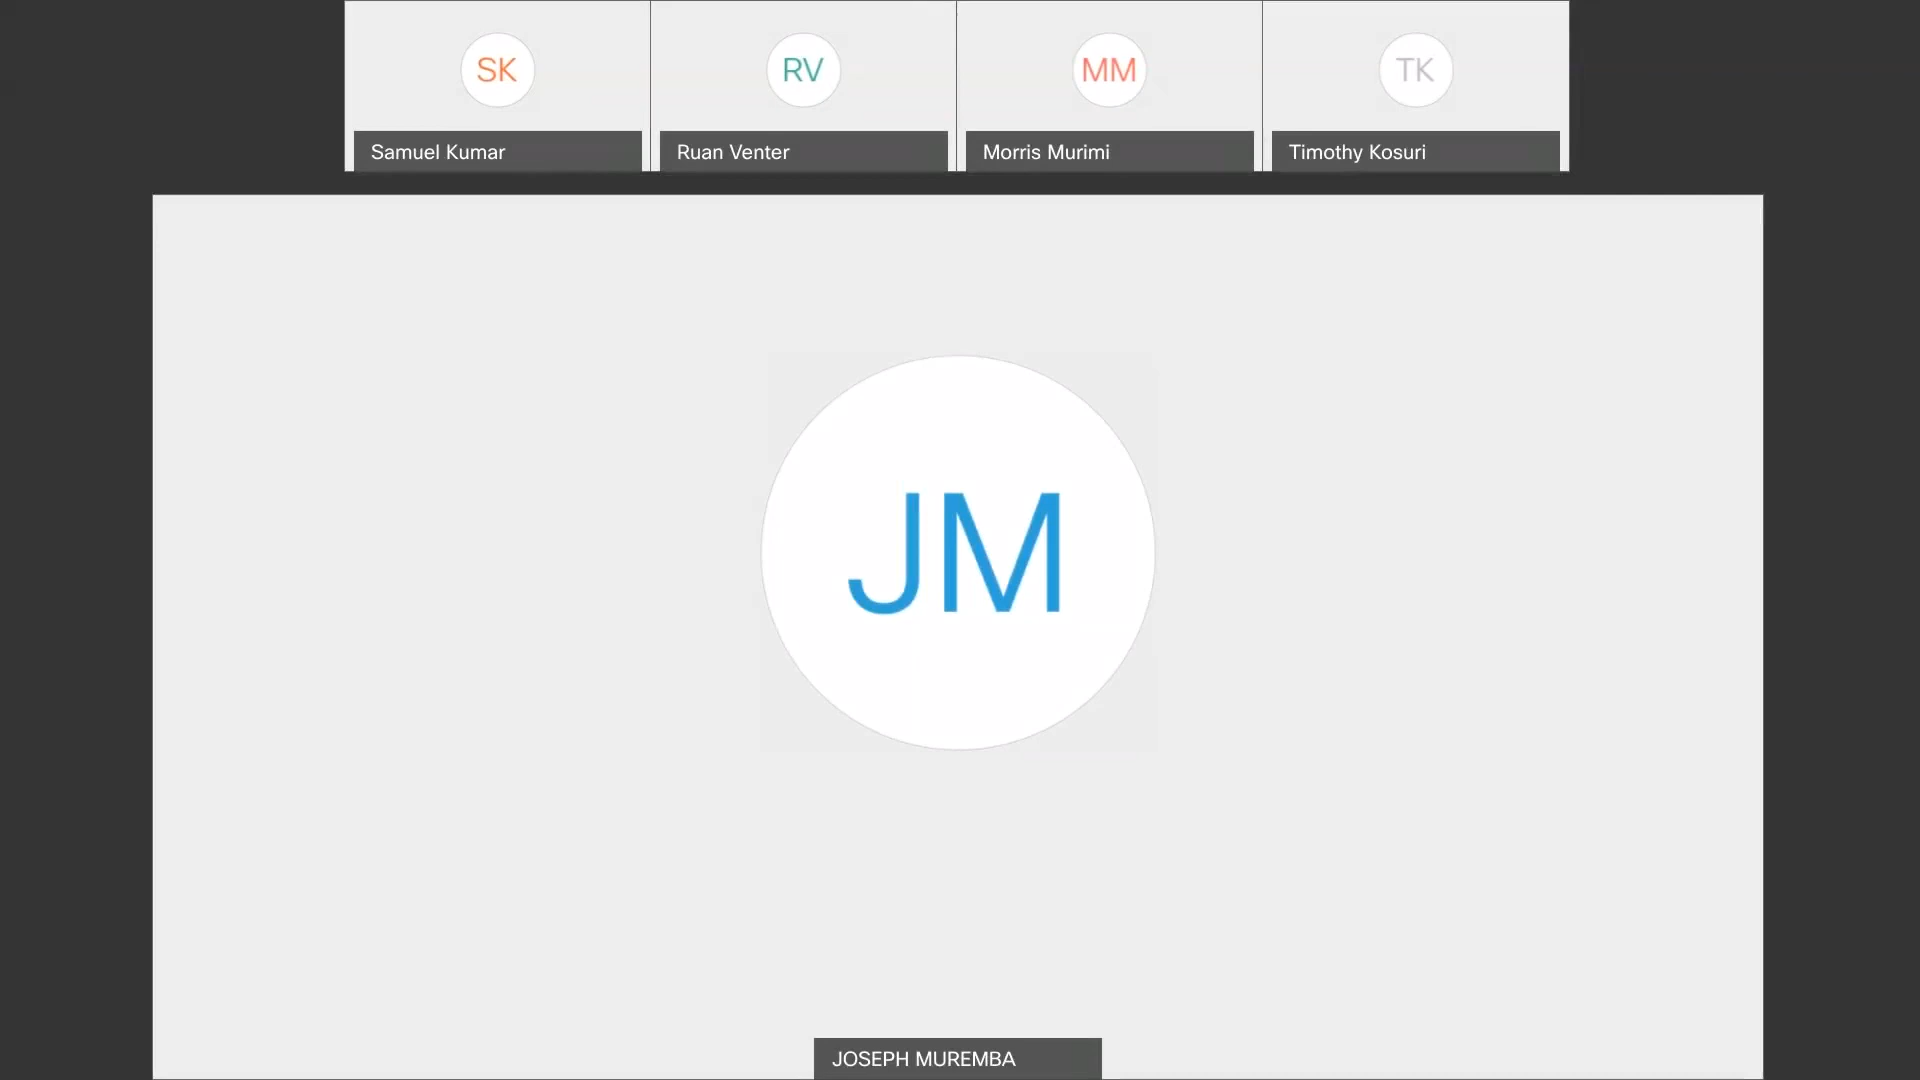 SK
RV
MM
TK
Samuel Kumar
Ruan Venter
Morris Murimi
Timothy Kosuri
JM
JOSEPH MUREMBA